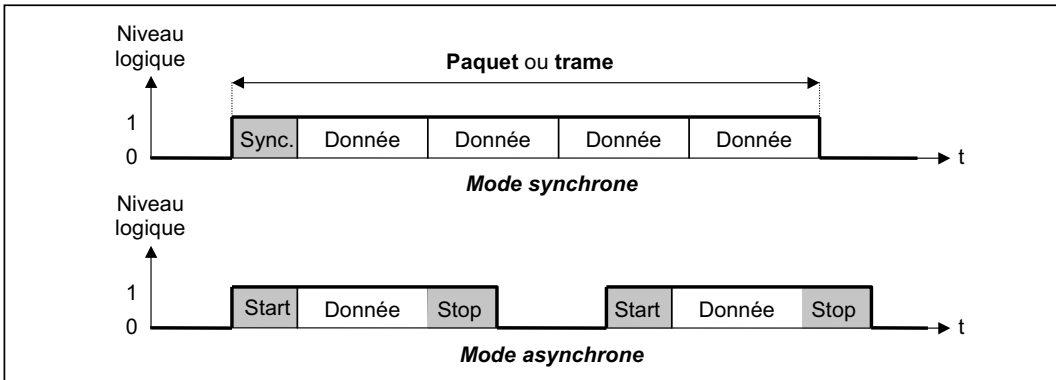 Niveau
logique
Paquet ou trame
1
Sync. Donnée Donnée Donnée Donnée
0
t
Mode synchrone
Niveau
logique
1
Start Donnée Stop Start Donnée Stop
0
t
Mode asynchrone